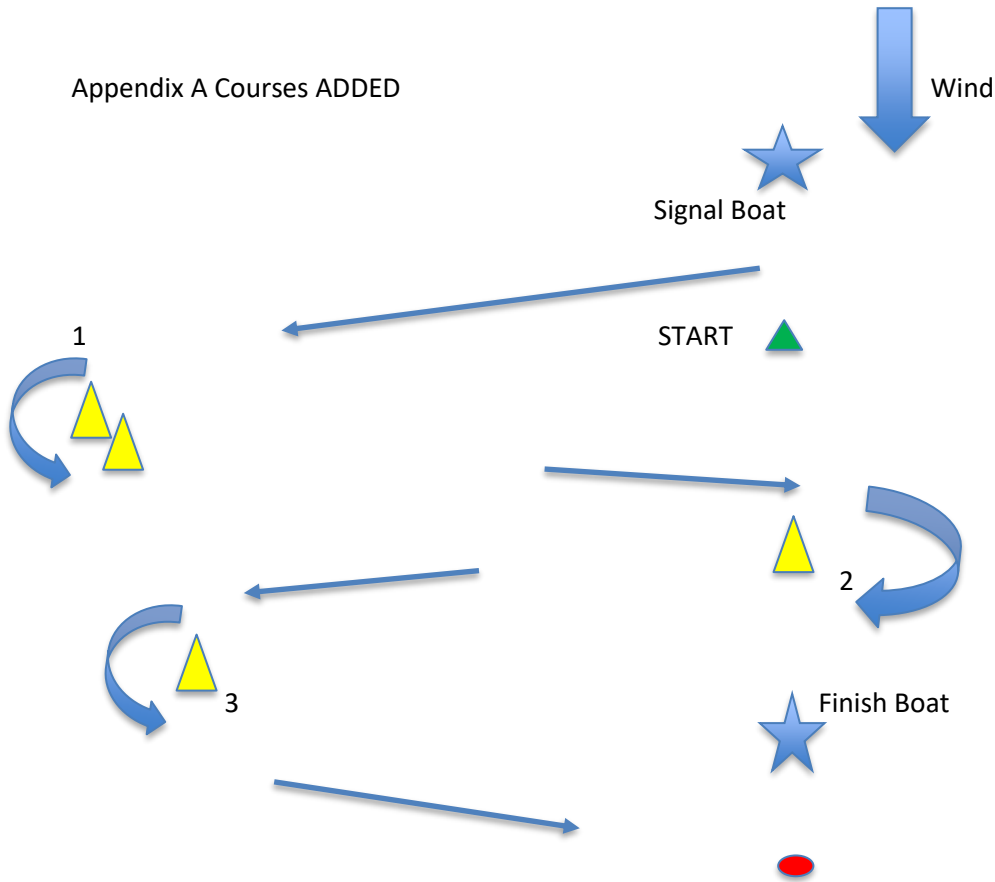 Appendix A Courses ADDED
Wind
Signal Boat
1
START
2
3
Finish Boat